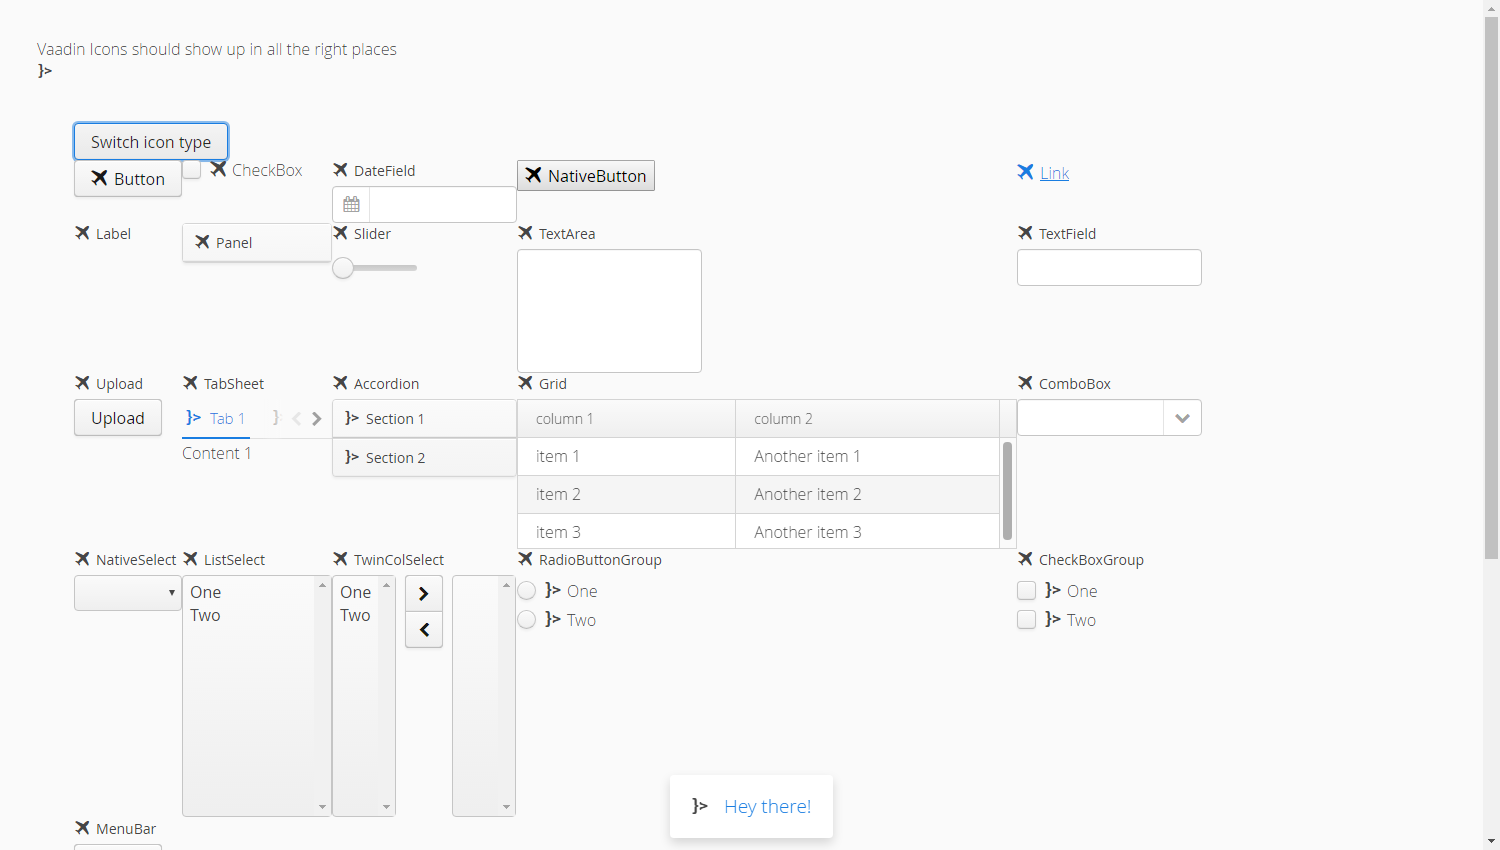 Vaadin Icons should show up in all the right places
}>
Switch icon type
Button
CheckBox
DateField
NativeButton
Link
Label
Panel
Slider
TextArea
TextField
Upload
TabSheet
Accordion
Grid
ComboBox
Upload
}> Tab 1
}>
}> Section 1
column 1
column 2
Content 1
}> Section 2
item 1
Another item 1
item 2
Another item 2
item 3
Another item 3
NativeSelect
ListSelect
TwinColSelect
RadioButtonGroup
CheckBoxGroup
One
Two
One
Two
}> One
}> Two
}> One
}> Two
}> Hey there!
MenuBar